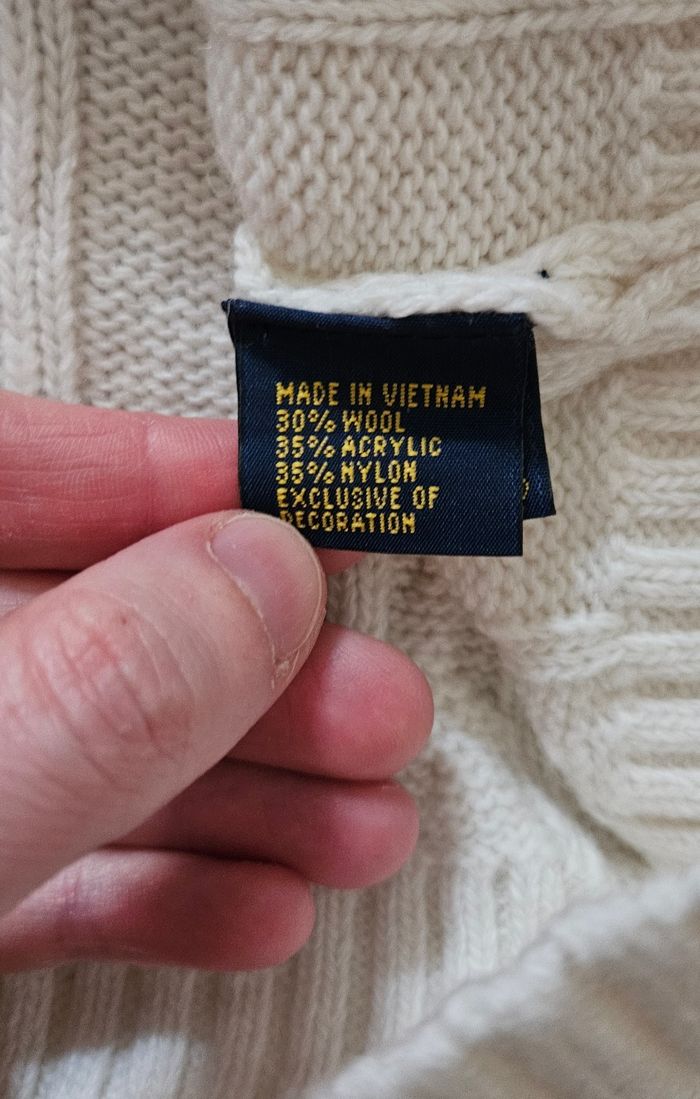 MADE IN VIETNAM
30% WOOL
35% ACRYLIC
35% NYLON
EXCLUSIVE OF
DECORATION